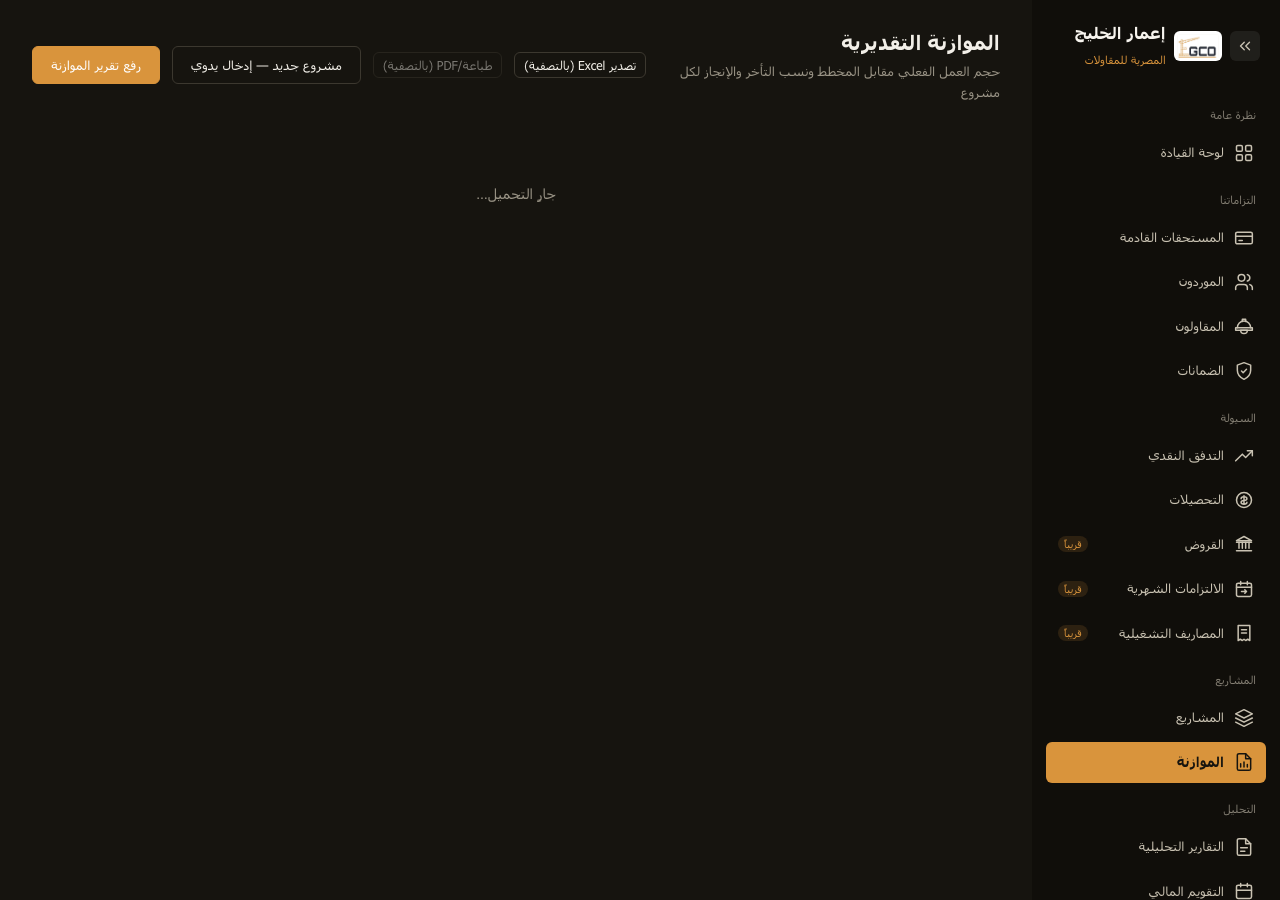 إعمار الخليج
المصرية للمقاولات
GCO
نظرة عامة
لوحة القيادة
التزاماتنا
المستحقات القادمة
الموردون
المقاولون
الضمانات
السيولة
التدفق النقدي
التحصيلات
القروض
قريباً
الالتزامات الشهرية
قريباً
المصاريف التشغيلية
قريباً
المشاريع
المشاريع
الموازنة
التحليل
التقارير التحليلية
التقويم المالي
الموازنة التقديرية
حجم العمل الفعلي مقابل المخطط ونسب التأخر والإنجاز لكل
مشروع
تصدير Excel (بالتصفية)
طباعة/PDF (بالتصفية)
مشروع جديد — إدخال يدوي
رفع تقرير الموازنة
جارٍ التحميل...